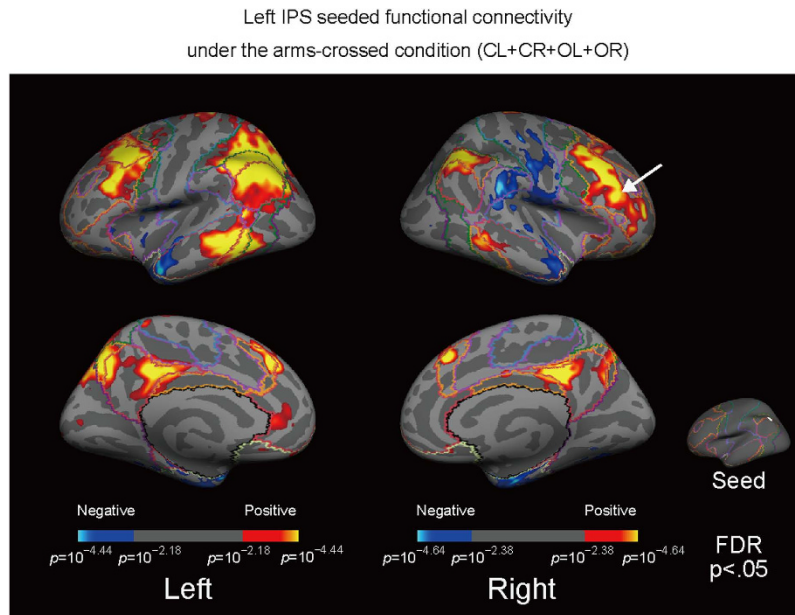 Left IPS seeded functional connectivity
under the arms-crossed condition (CL+CR+OL+OR)
Seed
Negative Positive
p=10^-4.44 p=10^-2.18 p=10^-2.18 p=10^-4.44
Left
Negative Positive
p=10^-4.64 p=10^-2.38 p=10^-2.38 p=10^-4.64
Right
FDR
p<.05